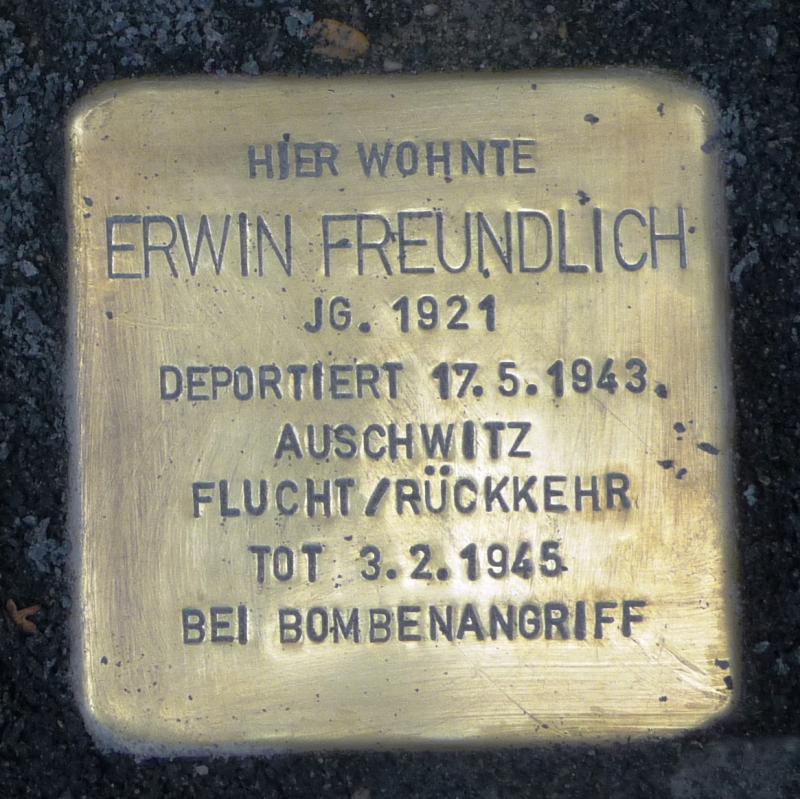 HIER WOHNTE
ERWIN FREUNDLICH
JG. 1921
DEPORTIERT 17.5.1943
AUSCHWITZ
FLUCHT/RÜCKKEHR
TOT 3.2.1945
BEI BOMBENANGRIFF